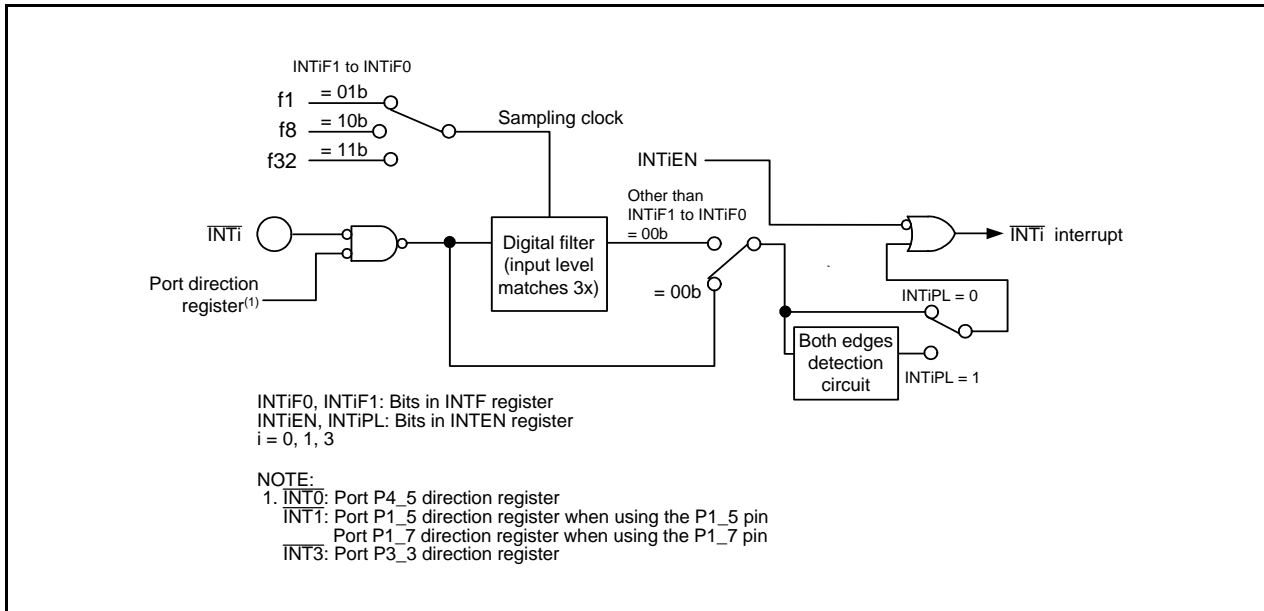 INTiF1 to INTiF0
f1 = 01b
f8 = 10b
f32 = 11b
Sampling clock
INTiEN
Other than
INTiF1 to INTiF0
= 00b
INTi
Digital filter
(input level
matches 3x)
= 00b
INTi interrupt
Port direction
register(1)
INTiPL = 0
Both edges
detection
circuit
INTiPL = 1
INTiF0, INTiF1: Bits in INTF register
INTiEN, INTiPL: Bits in INTEN register
i = 0, 1, 3
NOTE:
1. INT0: Port P4_5 direction register
INT1: Port P1_5 direction register when using the P1_5 pin
Port P1_7 direction register when using the P1_7 pin
INT3: Port P3_3 direction register